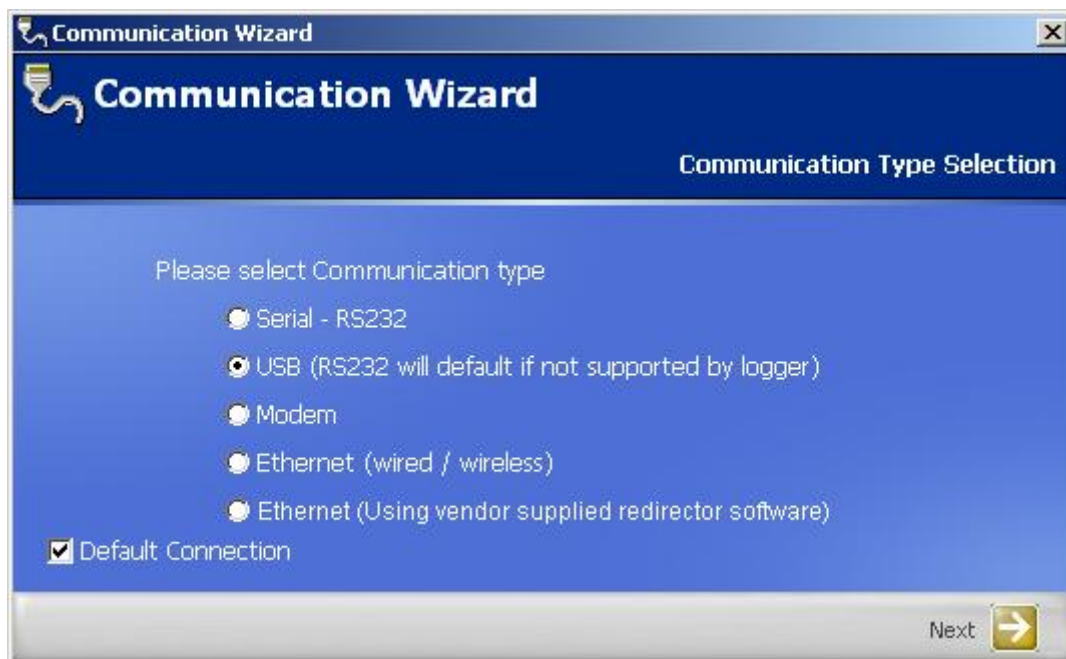 Communication Wizard
Communication Wizard
Communication Type Selection
Please select Communication type
Serial - RS232
USB (RS232 will default if not supported by logger)
Modem
Ethernet (wired / wireless)
Ethernet (Using vendor supplied redirector software)
Default Connection
Next